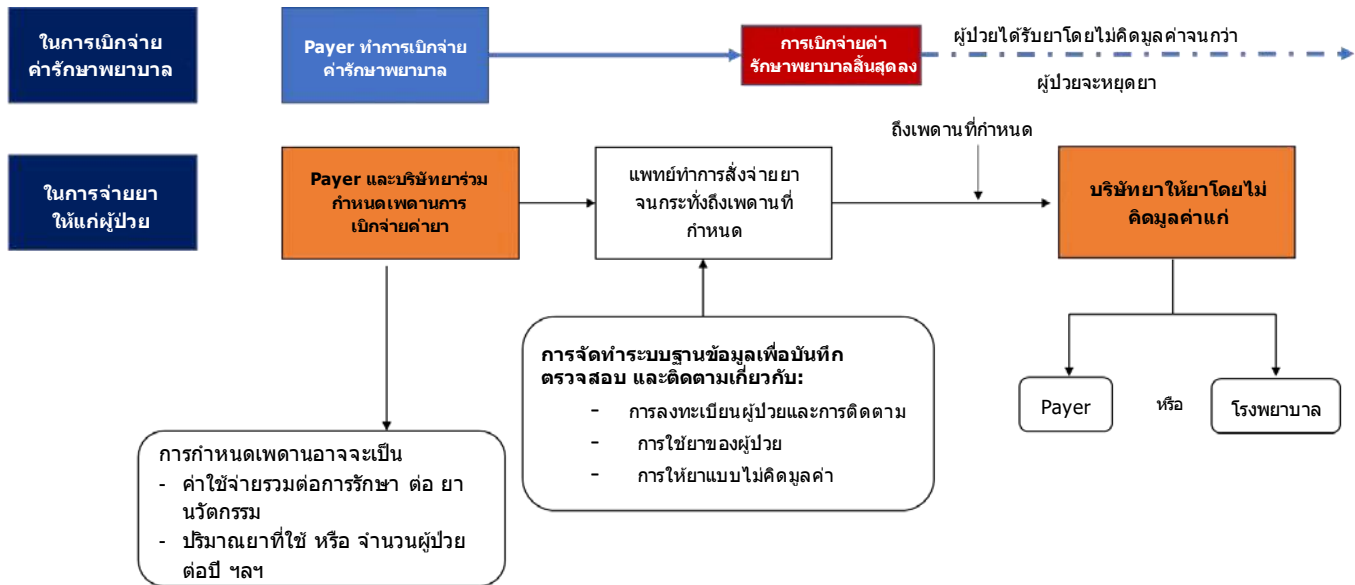 ในการเบิกจ่าย
ค่ารักษาพยาบาล
Payer ทำการเบิกจ่าย
ค่ารักษาพยาบาล
การเบิกจ่ายค่า
รักษาพยาบาลสิ้นสุดลง
ผู้ป่วยได้รับยาโดยไม่คิดมูลค่าจนกว่า
ผู้ป่วยจะหยุดยา
ในการจ่ายยา
ให้แก่ผู้ป่วย
Payer และบริษัทยาร่วม
กำหนดเพดานการ
เบิกจ่ายค่ายา
แพทย์ทำการสั่งจ่ายยา
จนกระทั่งถึงเพดานที่
กำหนด
ถึงเพดานที่กำหนด
บริษัทยาให้ยาโดยไม่
คิดมูลค่าแก่
การจัดทำระบบฐานข้อมูลเพื่อบันทึก
ตรวจสอบ และติดตามเกี่ยวกับ:
- การลงทะเบียนผู้ป่วยและการติดตาม
- การใช้ยาของผู้ป่วย
- การให้ยาแบบไม่คิดมูลค่า
Payer
หรือ
โรงพยาบาล
การกำหนดเพดานอาจจะเป็น
- ค่าใช้จ่ายรวมต่อการรักษา ต่อ ยา
นวัตกรรม
- ปริมาณยาที่ใช้ หรือ จำนวนผู้ป่วย
ต่อปี ฯลฯ